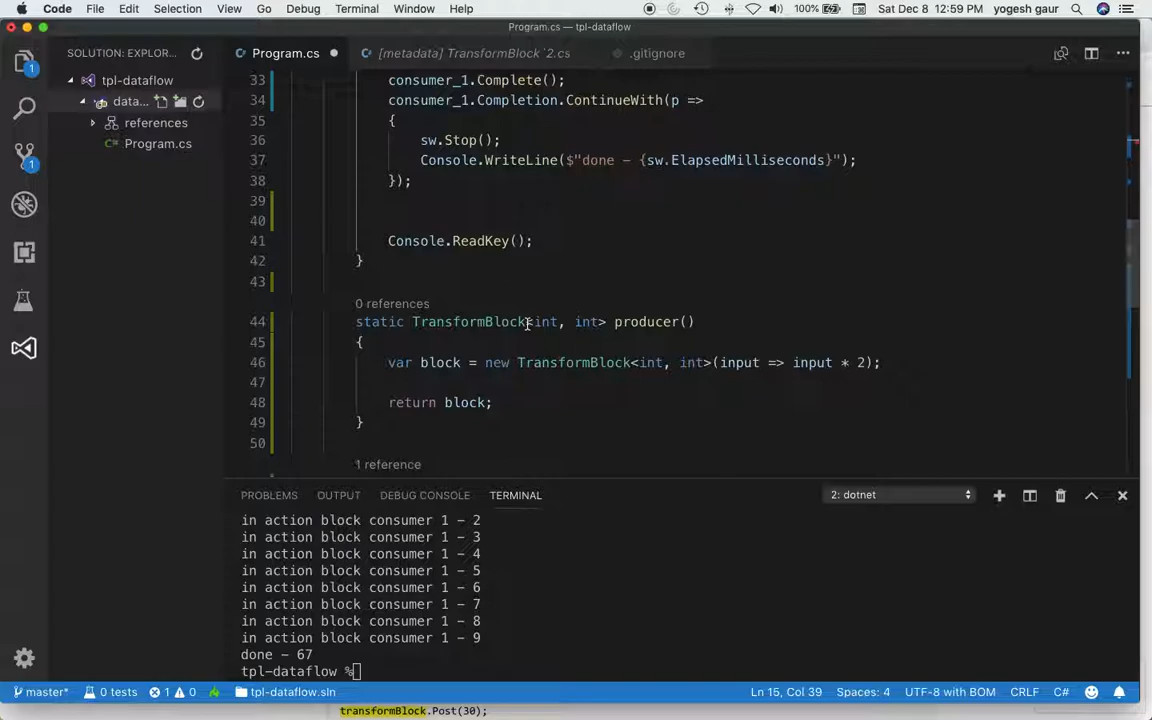 Code File Edit Selection View Go Debug Terminal Window Help 100% Sat Dec 8 12:59 PM yogesh gaur
Program.cs — tpl-dataflow
SOLUTION: EXPLOR... Program.cs [metadata] TransformBlock`2.cs .gitignore
tpl-dataflow
data...
references
Program.cs
1
1
33 consumer_1.Complete();
34 consumer_1.Completion.ContinueWith(p =>
35 {
36 sw.Stop();
37 Console.WriteLine($"done - {sw.ElapsedMilliseconds}");
38 });
39
40
41 Console.ReadKey();
42 }
43
0 references
44 static TransformBlock<int, int> producer()
45 {
46 var block = new TransformBlock<int, int>(input => input * 2);
47
48 return block;
49 }
50
1 reference
PROBLEMS OUTPUT DEBUG CONSOLE TERMINAL 2: dotnet
in action block consumer 1 - 2
in action block consumer 1 - 3
in action block consumer 1 - 4
in action block consumer 1 - 5
in action block consumer 1 - 6
in action block consumer 1 - 7
in action block consumer 1 - 8
in action block consumer 1 - 9
done - 67
tpl-dataflow %
master* 0 tests 1 0 tpl-dataflow.sln Ln 15, Col 39 Spaces: 4 UTF-8 with BOM CRLF C#
transformBlock.Post(30);